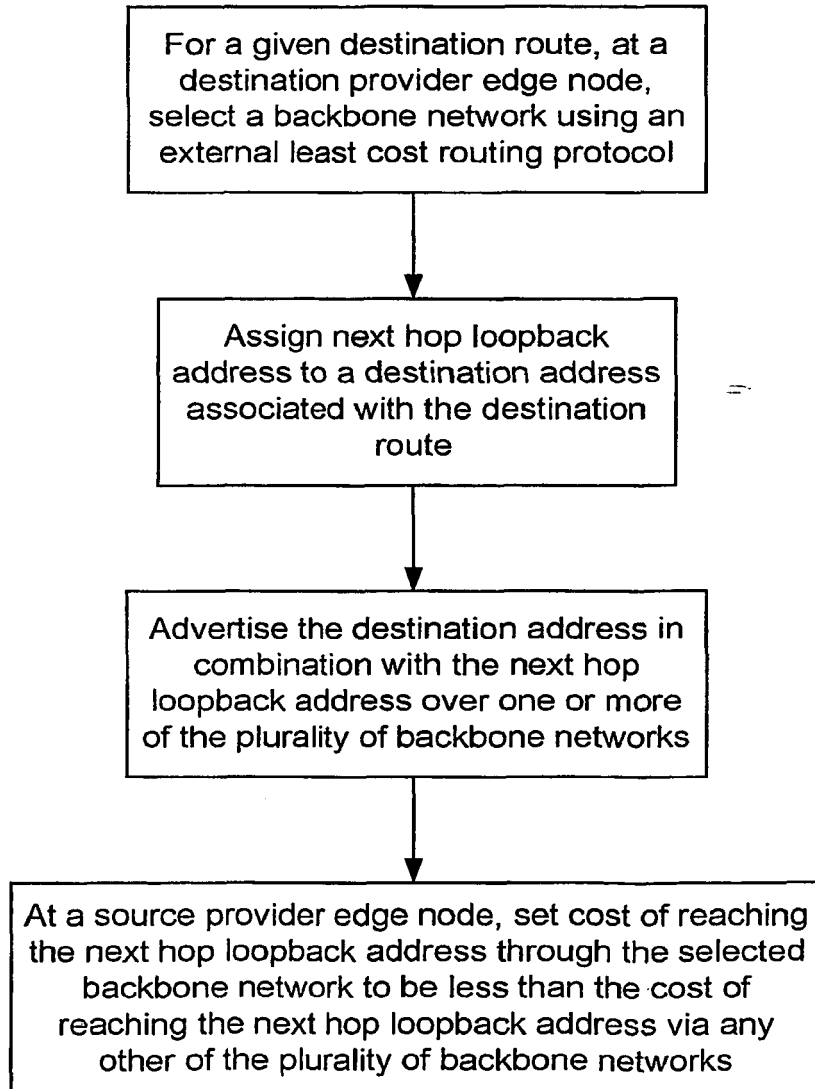 For a given destination route, at a
destination provider edge node,
select a backbone network using an
external least cost routing protocol
Assign next hop loopback
address to a destination address
associated with the destination
route
Advertise the destination address in
combination with the next hop
loopback address over one or more
of the plurality of backbone networks
At a source provider edge node, set cost of reaching
the next hop loopback address through the selected
backbone network to be less than the cost of
reaching the next hop loopback address via any
other of the plurality of backbone networks